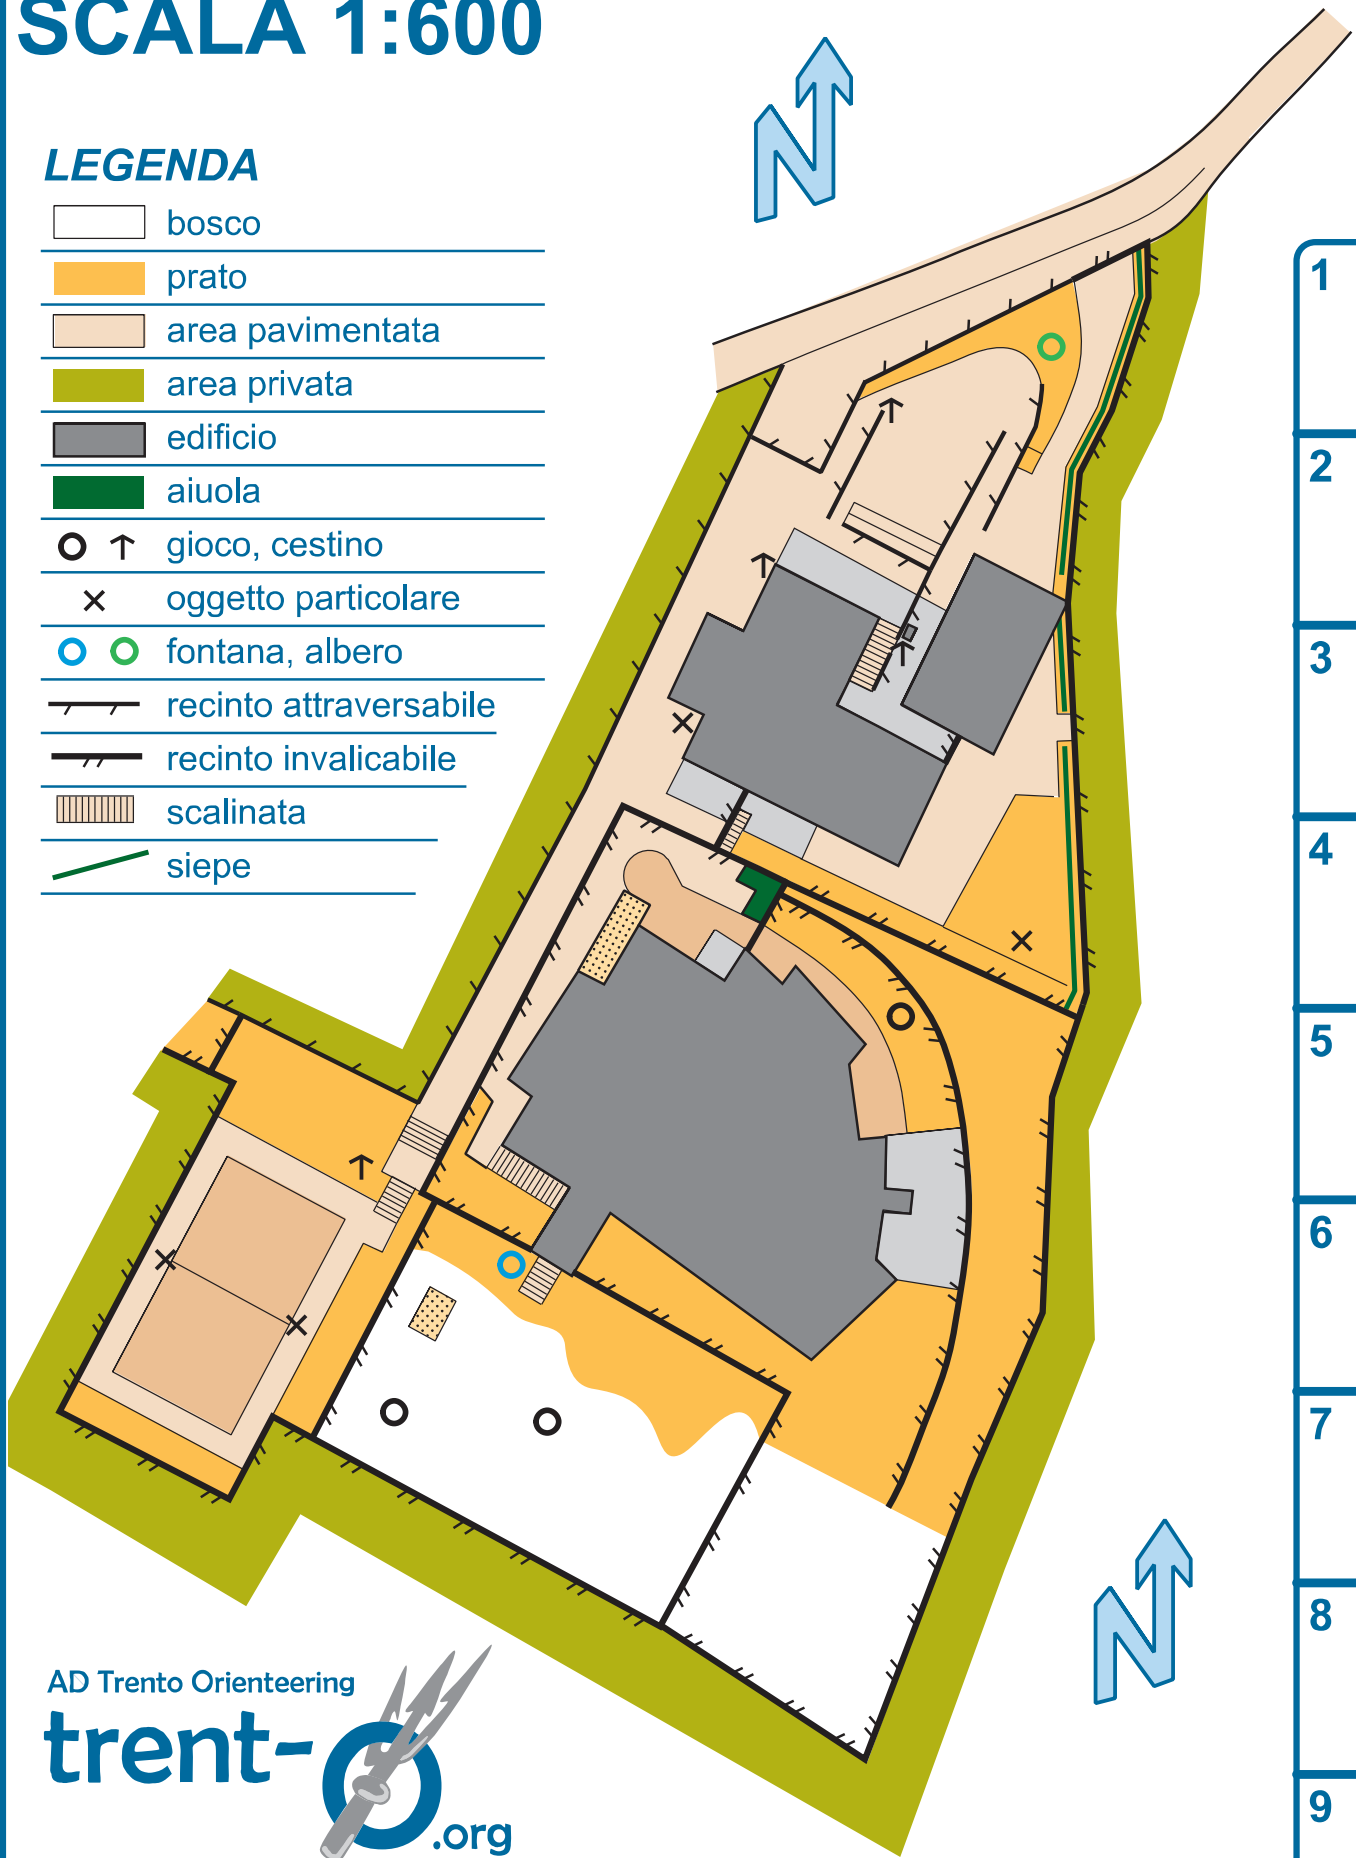 SCALA 1:600
N
LEGENDA
bosco
prato
area pavimentata
area privata
edificio
aiuola
gioco, cestino
oggetto particolare
fontana, albero
recinto attraversabile
recinto invalicabile
scalinata
siepe
1
2
3
4
5
6
7
8
9
N
AD Trento Orienteering
trent-O
.org